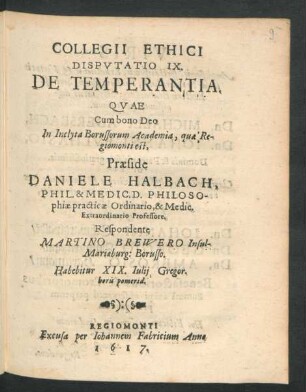 COLLEGII ETHICI
DISPVTATIO IX.
DE TEMPERANTIA,
QVAE
Cum bono Deo
In Inclyta Borussorum Academia, qua Re-
giomonti est,
Præside
DANIELE HALBACH,
PHIL. & MEDIC. D. PHILOSO-
phiæ practicæ Ordinario, & Medic.
Extraordinario Professore,
Respondente
MARTINO BREWERO Insul-
Mariæburg: Borusso.
Habebitur XIX. Iulij Gregor.
horis pomerid.
REGIOMONTI
Excusa per Iohannem Fabricium Anno
1617.